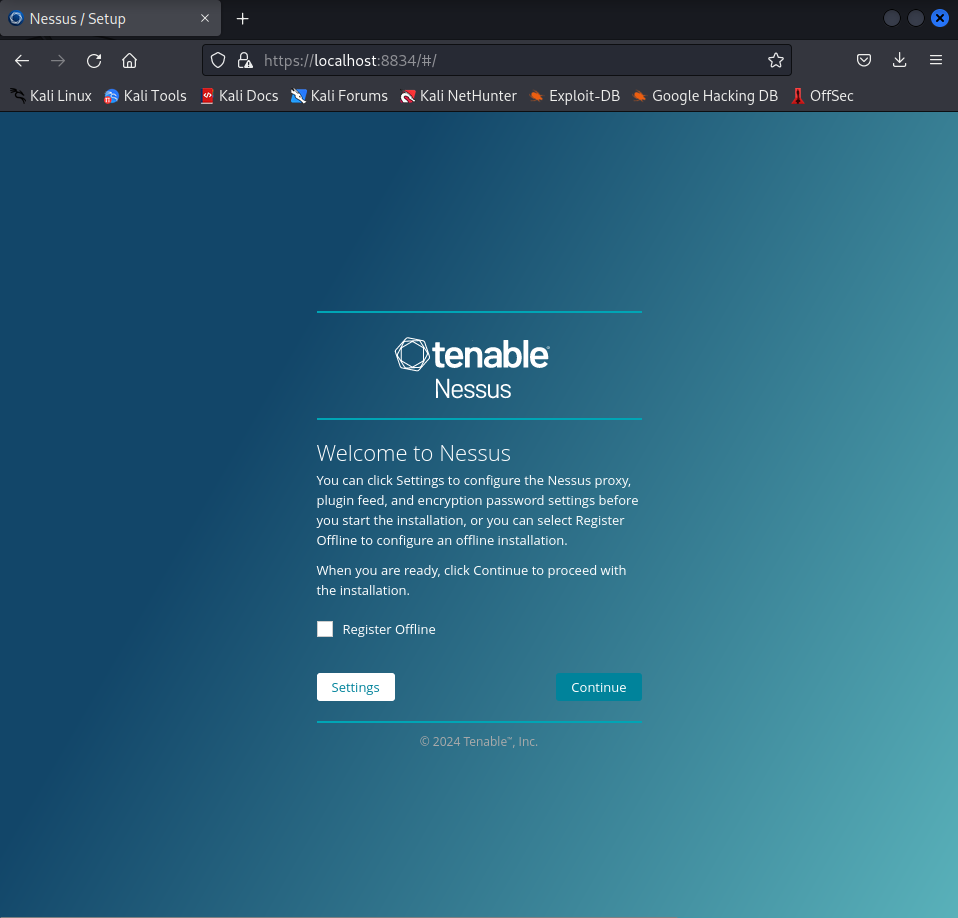 Nessus / Setup
https://localhost:8834/#/
Kali Linux Kali Tools Kali Docs Kali Forums Kali NetHunter Exploit-DB Google Hacking DB OffSec
tenable®
Nessus
Welcome to Nessus
You can click Settings to configure the Nessus proxy,
plugin feed, and encryption password settings before
you start the installation, or you can select Register
Offline to configure an offline installation.
When you are ready, click Continue to proceed with
the installation.
Register Offline
Settings Continue
© 2024 Tenable™, Inc.